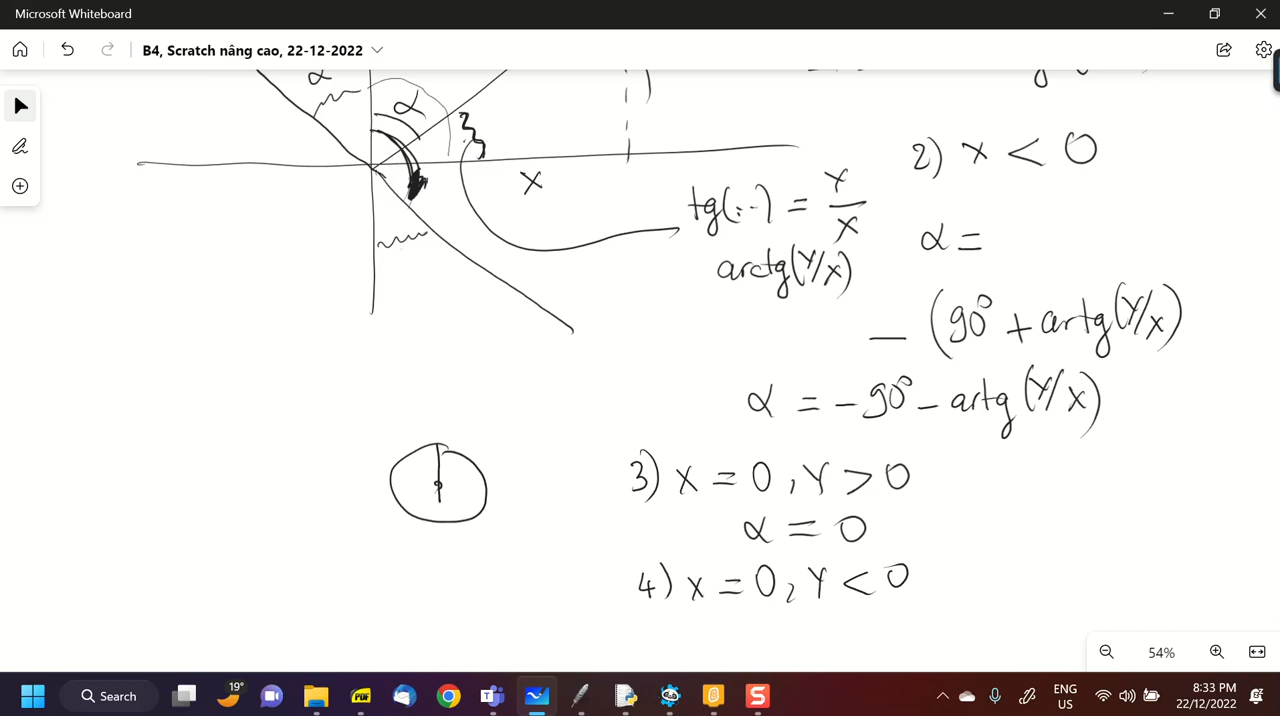 Microsoft Whiteboard
B4, Scratch nâng cao, 22-12-2022
α
α
X
tg(...) = Y/X
arctg(Y/X)
2) x < 0
α =
— (90° + artg(Y/X)
α = -90° - artg(Y/X)
3) X = 0, Y > 0
α = 0
4) X = 0, Y < 0
54%
19°
Search
ENG
US
8:33 PM
22/12/2022